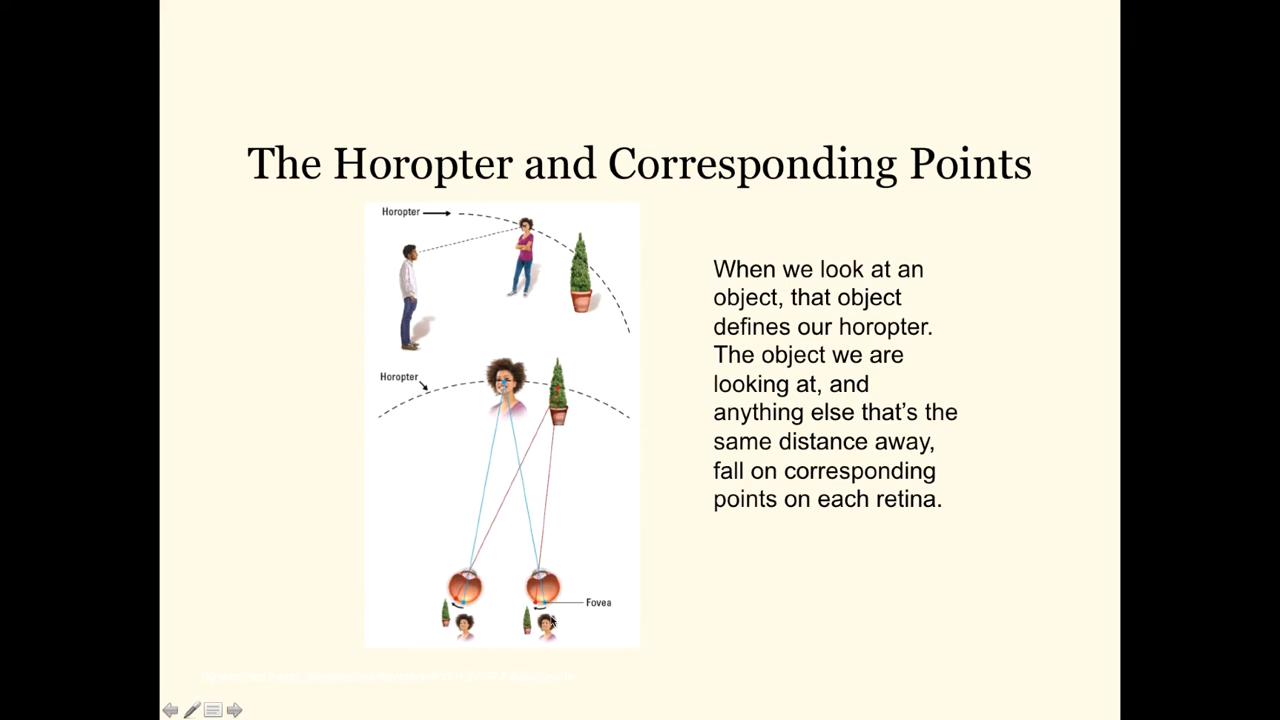 The Horopter and Corresponding Points
Horopter
Horopter
Fovea
When we look at an
object, that object
defines our horopter.
The object we are
looking at, and
anything else that's the
same distance away,
fall on corresponding
points on each retina.